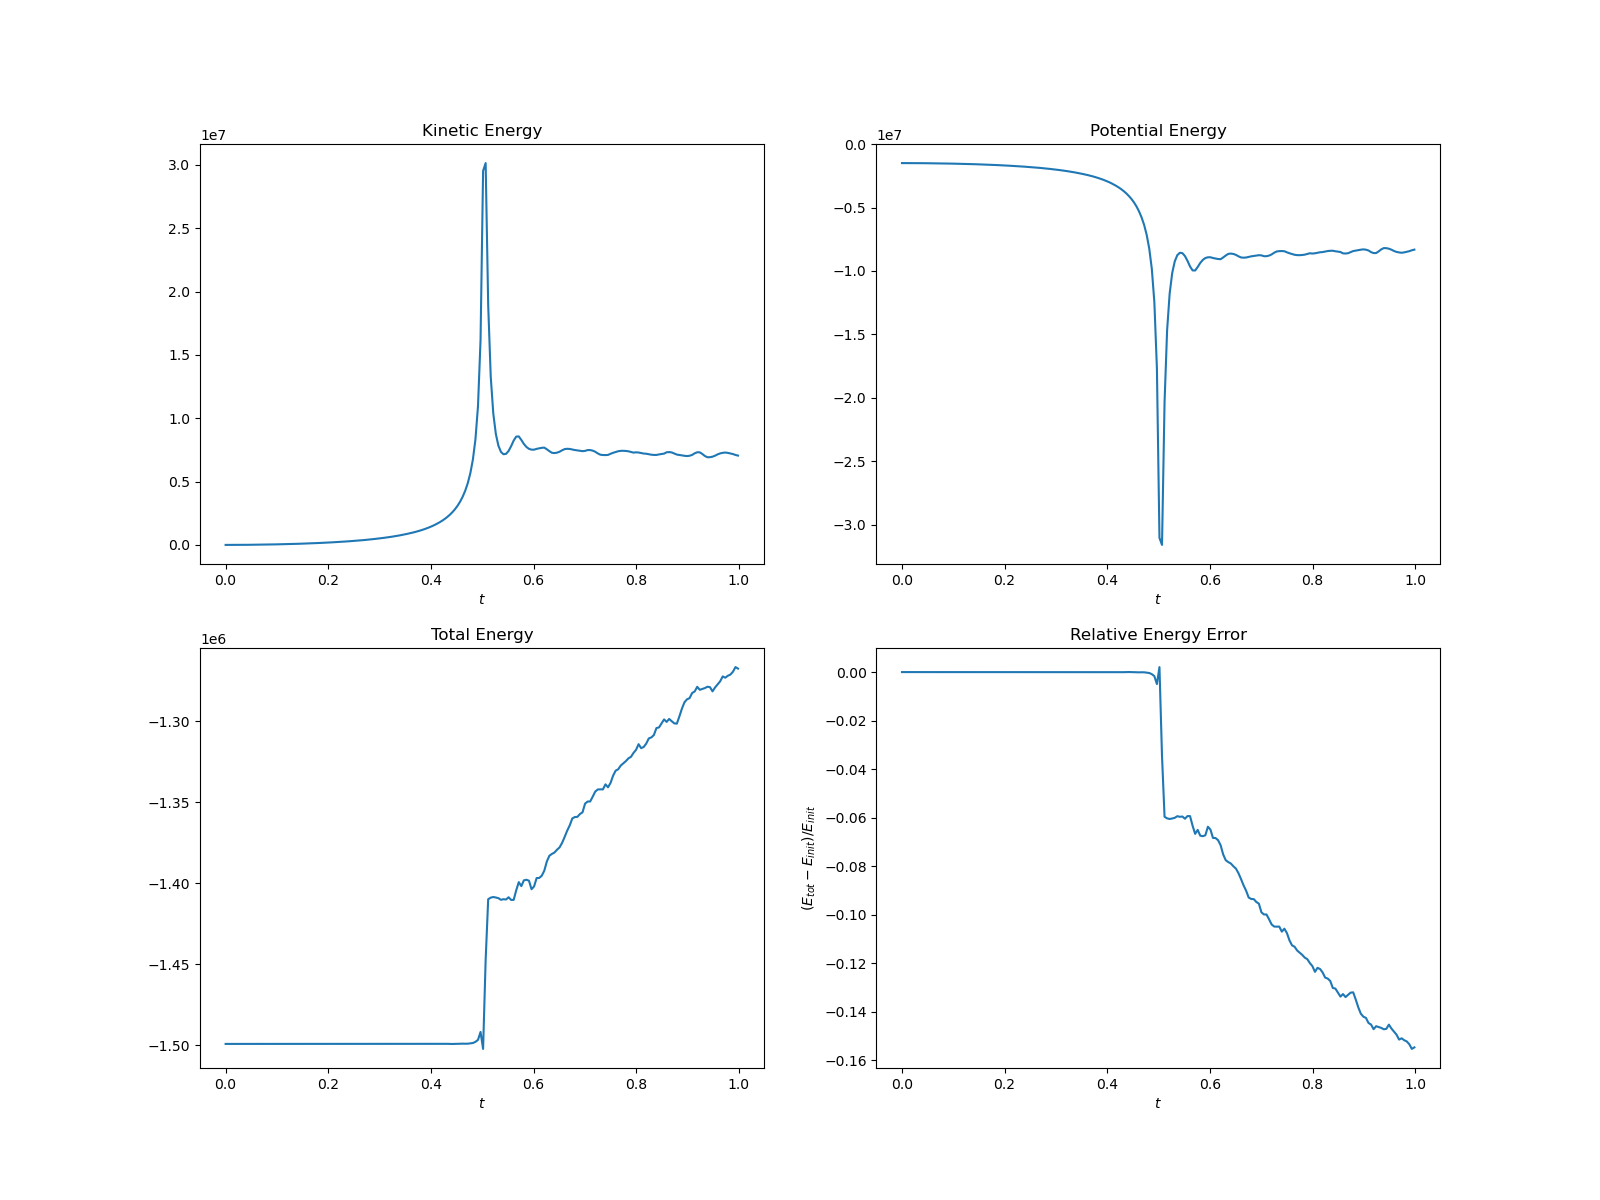 Kinetic Energy
1e7
3.0
2.5
2.0
1.5
1.0
0.5
0.0
0.0 0.2 0.4 0.6 0.8 1.0
t
Potential Energy
1e7
0.0
−0.5
−1.0
−1.5
−2.0
−2.5
−3.0
0.0 0.2 0.4 0.6 0.8 1.0
t
Total Energy
1e6
−1.30
−1.35
−1.40
−1.45
−1.50
0.0 0.2 0.4 0.6 0.8 1.0
t
Relative Energy Error
(E_{tot} − E_{init})/E_{init}
0.00
−0.02
−0.04
−0.06
−0.08
−0.10
−0.12
−0.14
−0.16
0.0 0.2 0.4 0.6 0.8 1.0
t